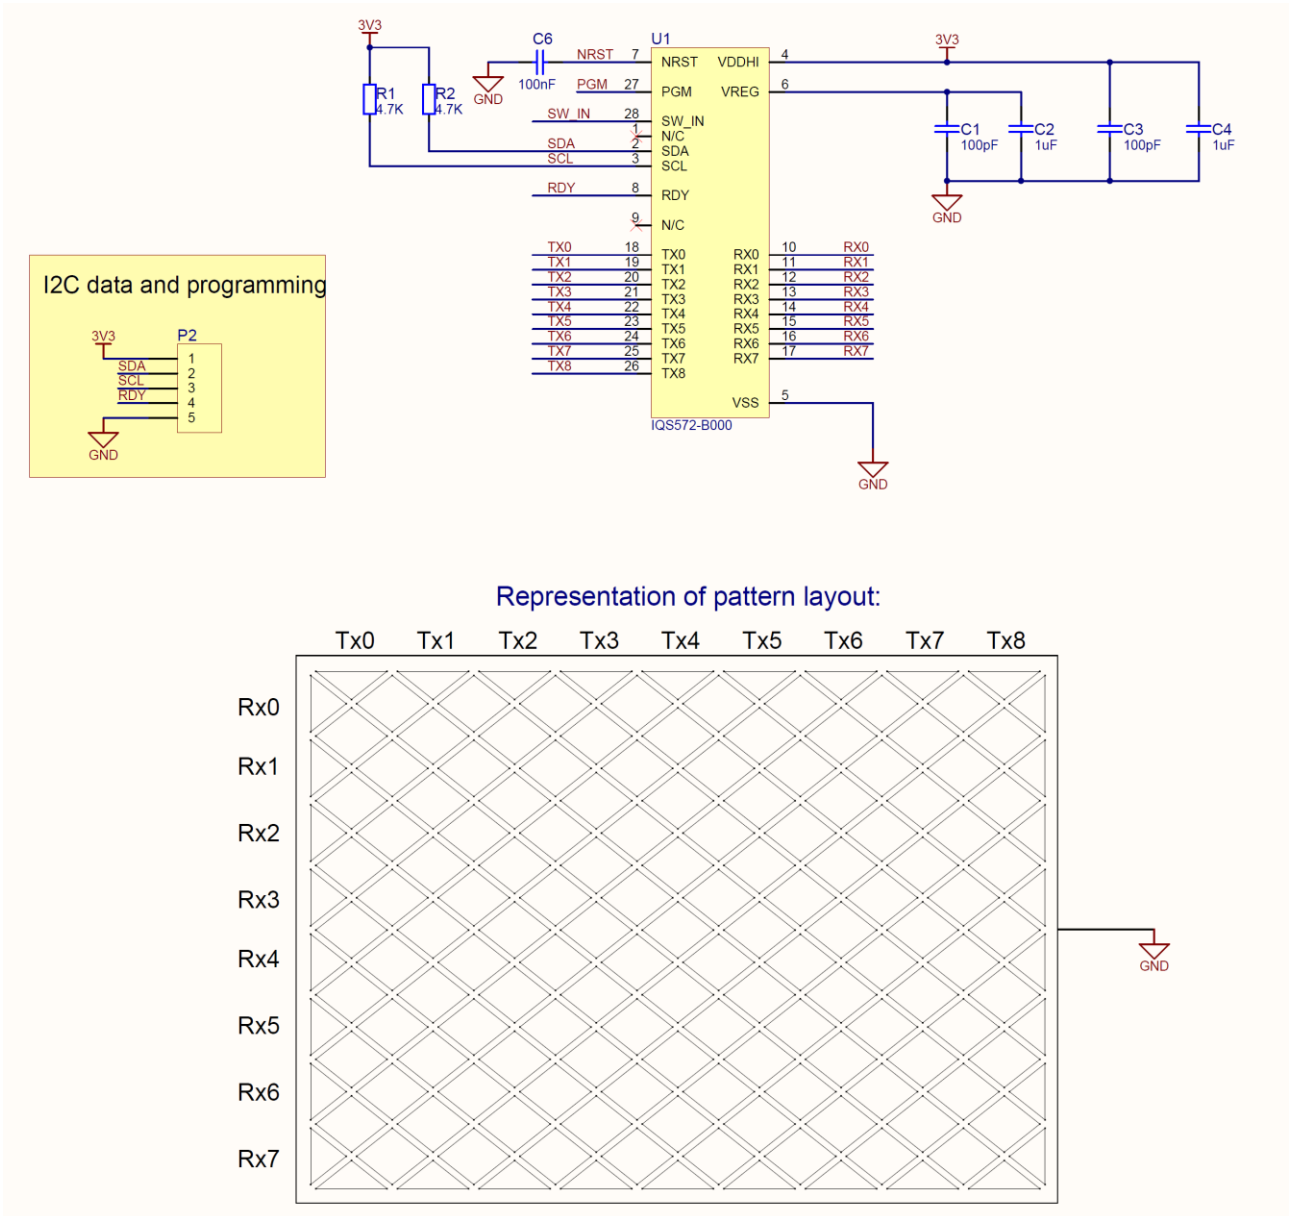 3V3
R1
4.7K
R2
4.7K
C6
100nF
GND
NRST 7
PGM 27
SW_IN 28
1
SDA 2
SCL 3
RDY 8
9
TX0 18
TX1 19
TX2 20
TX3 21
TX4 22
TX5 23
TX6 24
TX7 25
TX8 26
U1
NRST VDDHI
PGM VREG
SW_IN
N/C
SDA
SCL
RDY
N/C
TX0 RX0
TX1 RX1
TX2 RX2
TX3 RX3
TX4 RX4
TX5 RX5
TX6 RX6
TX7 RX7
TX8
VSS
IQS572-B000
4
6
10 RX0
11 RX1
12 RX2
13 RX3
14 RX4
15 RX5
16 RX6
17 RX7
5
GND
3V3
C1
100pF
C2
1uF
C3
100pF
C4
1uF
GND
I2C data and programming
3V3
P2
1
SDA 2
SCL 3
RDY 4
5
GND
Representation of pattern layout:
Tx0 Tx1 Tx2 Tx3 Tx4 Tx5 Tx6 Tx7 Tx8
Rx0
Rx1
Rx2
Rx3
Rx4
Rx5
Rx6
Rx7
GND